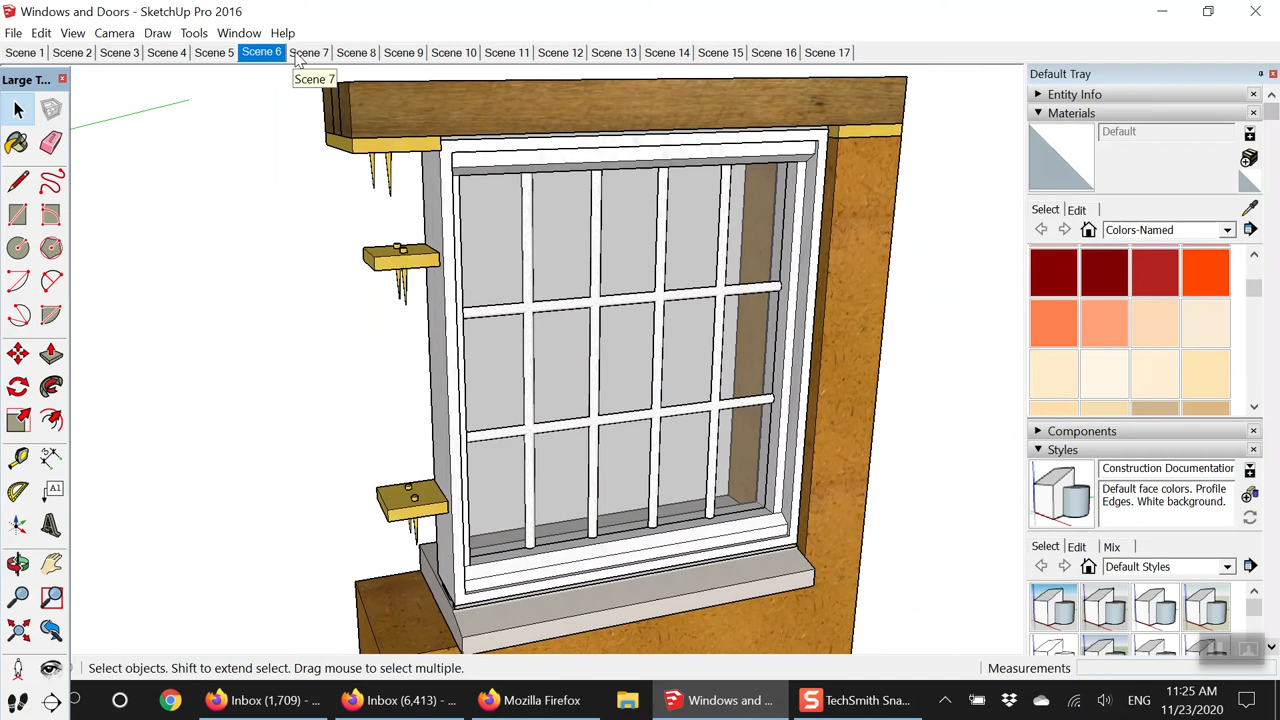 Windows and Doors - SketchUp Pro 2016
File Edit View Camera Draw Tools Window Help
Scene 1 Scene 2 Scene 3 Scene 4 Scene 5 Scene 6 Scene 7 Scene 8 Scene 9 Scene 10 Scene 11 Scene 12 Scene 13 Scene 14 Scene 15 Scene 16 Scene 17
Scene 7
Large T...
Default Tray
Entity Info
Materials
Default
Select Edit
Colors-Named
Components
Styles
Construction Documentation
Default face colors. Profile
Edges. White background.
Select Edit Mix
Default Styles
A1
Select objects. Shift to extend select. Drag mouse to select multiple.
Measurements
Inbox (1,709) - ...
Inbox (6,413) - ...
Mozilla Firefox
Windows and ...
TechSmith Sna...
ENG
11:25 AM
11/23/2020